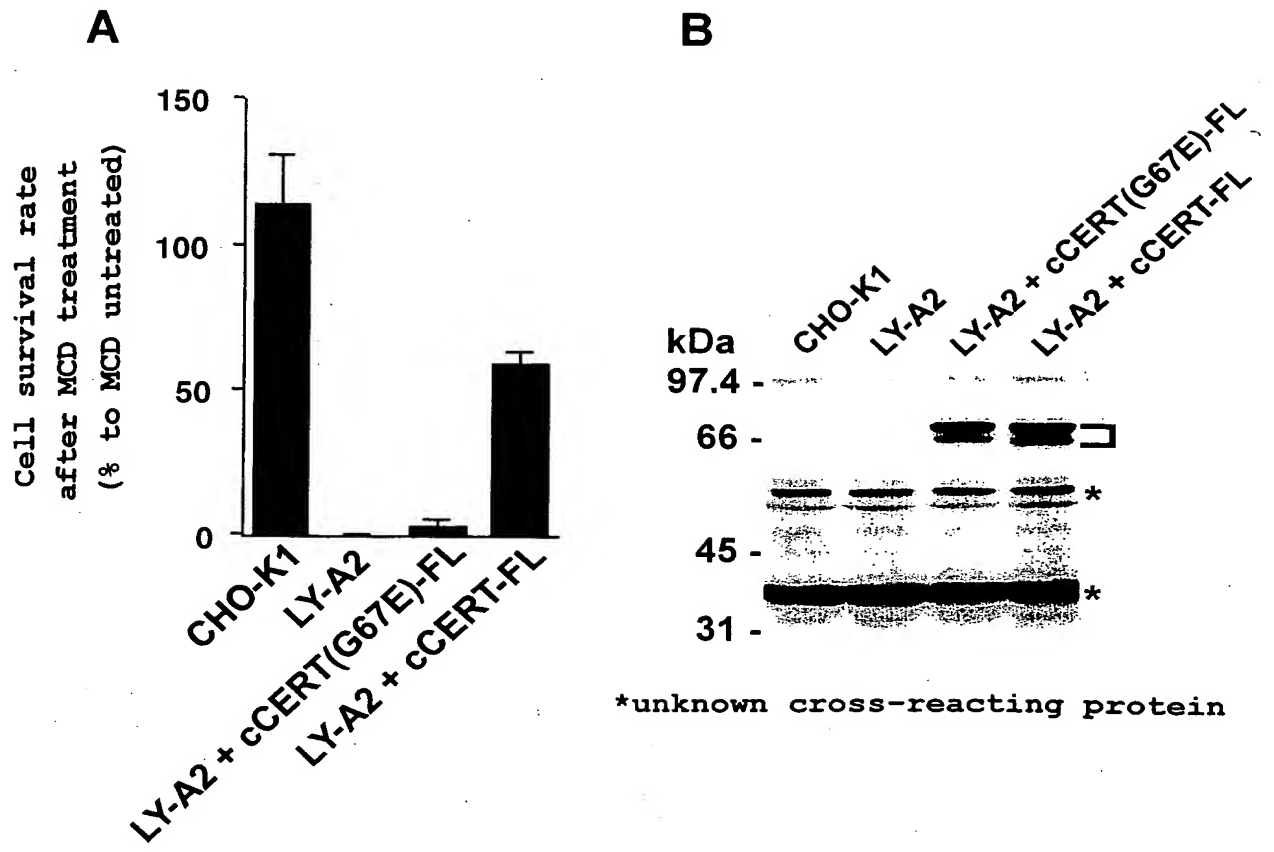 A
Cell survival rate
after MCD treatment
(% to MCD untreated)
150
100
50
0
CHO-K1
LY-A2
LY-A2 + cCERT(G67E)-FL
LY-A2 + cCERT-FL
B
kDa
CHO-K1
LY-A2
LY-A2 + cCERT(G67E)-FL
LY-A2 + cCERT-FL
97.4 -
66 -
45 -
31 -
*
*
*unknown cross-reacting protein